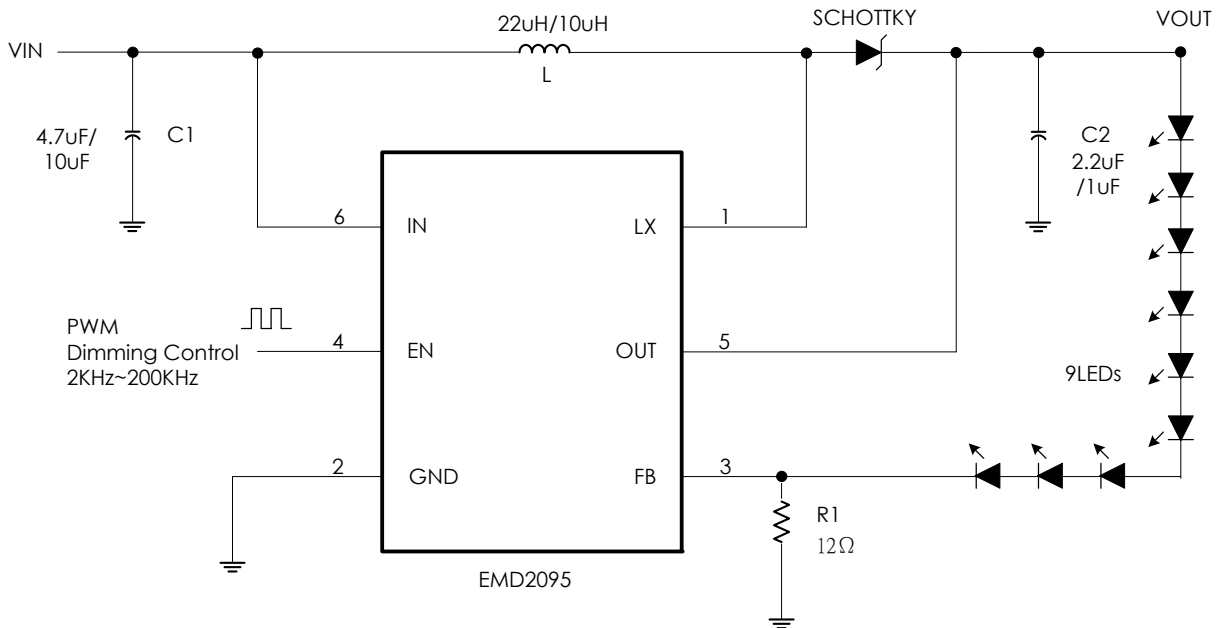 22uH/10uH
SCHOTTKY
VOUT
VIN
L
4.7uF/
10uF
C1
C2
2.2uF
/1uF
6
IN
LX
1
PWM
Dimming Control
2KHz~200KHz
4
EN
OUT
5
9LEDs
2
GND
FB
3
R1
12Ω
EMD2095